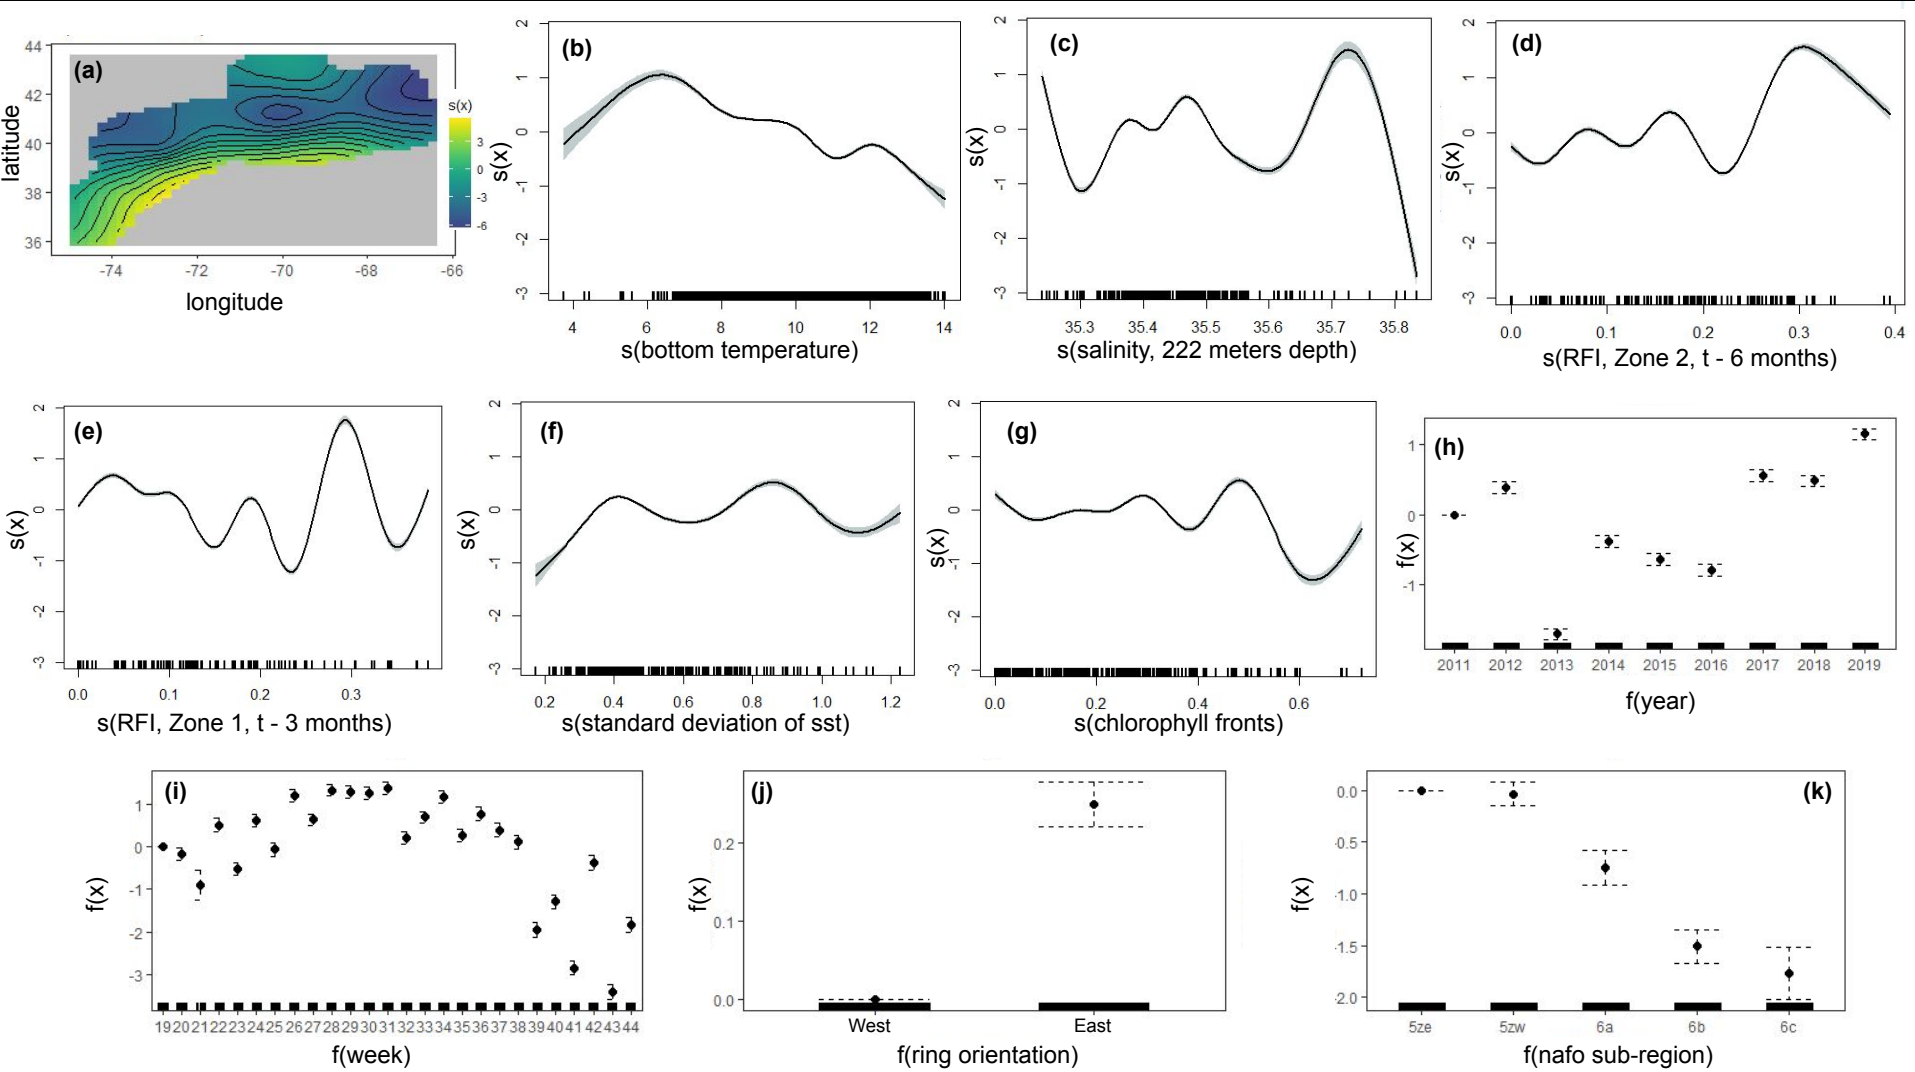 (a)
44
42
40
38
36
latitude
-74
-72
-70
-68
-66
longitude
s(x)
3
0
-3
-6
(b)
2
1
0
-1
-2
-3
s(x)
4
6
8
10
12
14
s(bottom temperature)
(c)
2
1
0
-1
-2
-3
s(x)
35.3
35.4
35.5
35.6
35.7
35.8
s(salinity, 222 meters depth)
(d)
2
1
0
-1
-2
-3
s(x)
0.0
0.1
0.2
0.3
0.4
s(RFI, Zone 2, t - 6 months)
(e)
2
1
0
-1
-2
-3
s(x)
0.0
0.1
0.2
0.3
s(RFI, Zone 1, t - 3 months)
(f)
2
1
0
-1
-2
-3
s(x)
0.2
0.4
0.6
0.8
1.0
1.2
s(standard deviation of sst)
(g)
2
1
0
-1
-2
-3
s(x)
0.0
0.2
0.4
0.6
s(chlorophyll fronts)
(h)
1
0
-1
f(x)
2011 2012 2013 2014 2015 2016 2017 2018 2019
f(year)
(i)
1
0
-1
-2
-3
f(x)
19 20 21 22 23 24 25 26 27 28 29 30 31 32 33 34 35 36 37 38 39 40 41 42 43 44
f(week)
(j)
0.2
0.1
0.0
f(x)
West
East
f(ring orientation)
(k)
0.0
-0.5
-1.0
-1.5
-2.0
f(x)
5ze
5zw
6a
6b
6c
f(nafo sub-region)